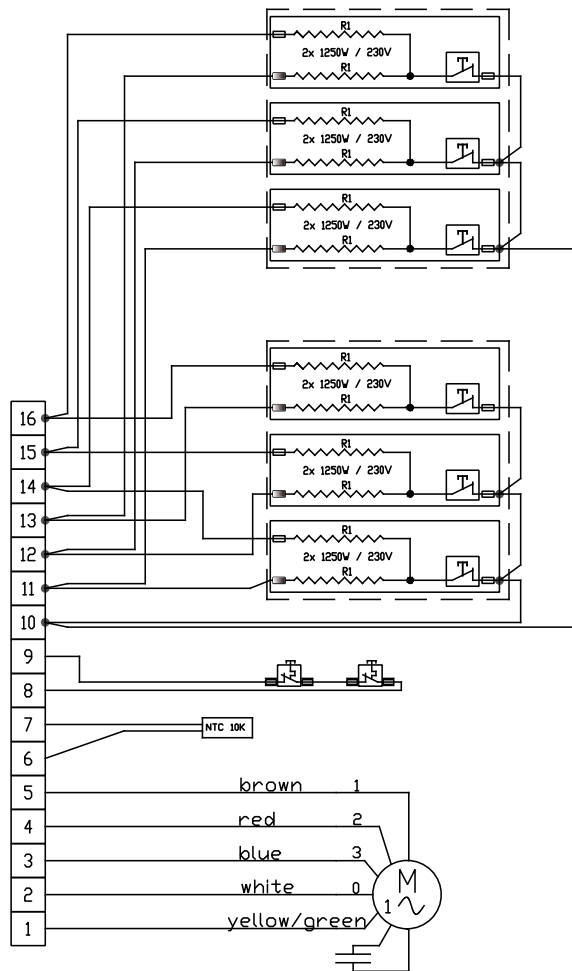 R1
2x 1250W / 230V
R1
R1
2x 1250W / 230V
R1
R1
2x 1250W / 230V
R1
R1
2x 1250W / 230V
R1
R1
2x 1250W / 230V
R1
R1
2x 1250W / 230V
R1
16
15
14
13
12
11
10
9
8
7
NTC 10K
6
5 brown 1
4 red 2
3 blue 3
2 white 0
1 yellow/green
M
1